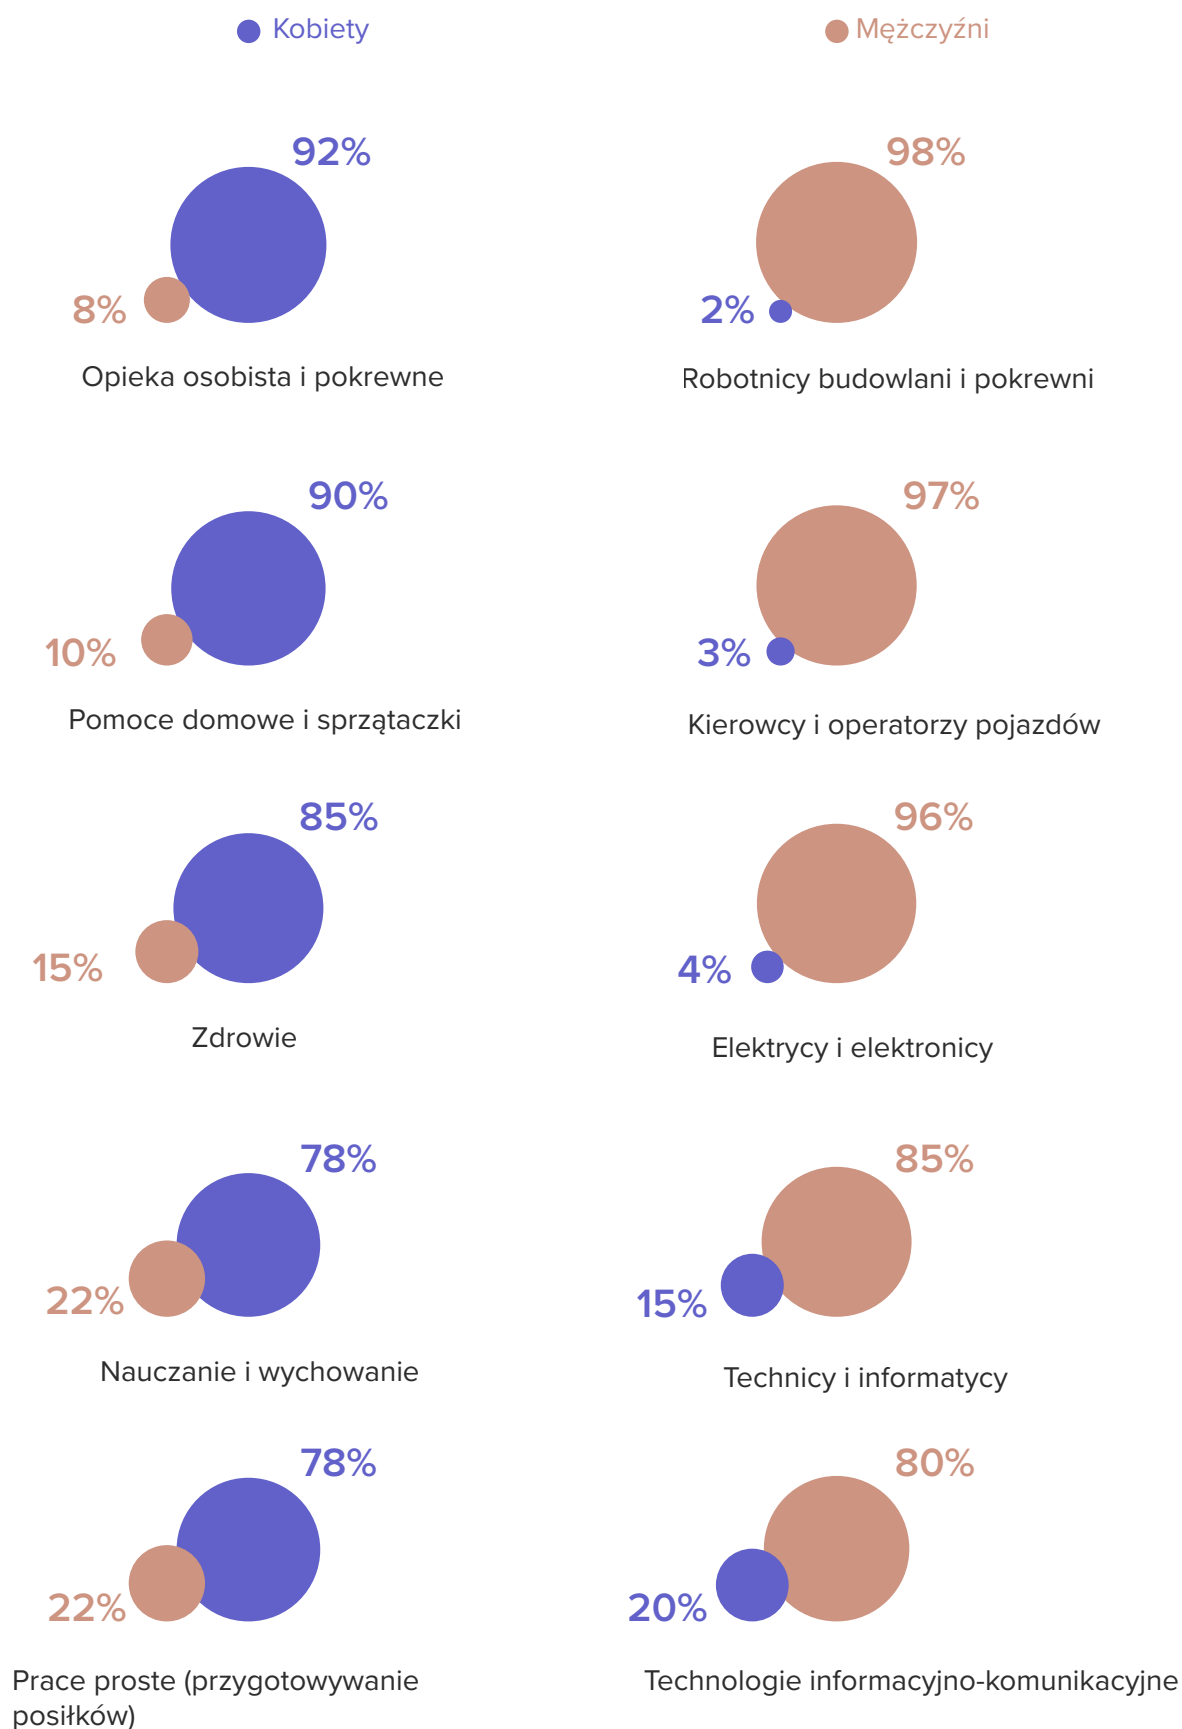 Kobiety
Mężczyźni
92%
8%
Opieka osobista i pokrewne
98%
2%
Robotnicy budowlani i pokrewni
90%
10%
Pomoce domowe i sprzątaczki
97%
3%
Kierowcy i operatorzy pojazdów
85%
15%
Zdrowie
96%
4%
Elektrycy i elektronicy
78%
22%
Nauczanie i wychowanie
85%
15%
Technicy i informatycy
78%
22%
Prace proste (przygotowywanie
posiłków)
80%
20%
Technologie informacyjno-komunikacyjne